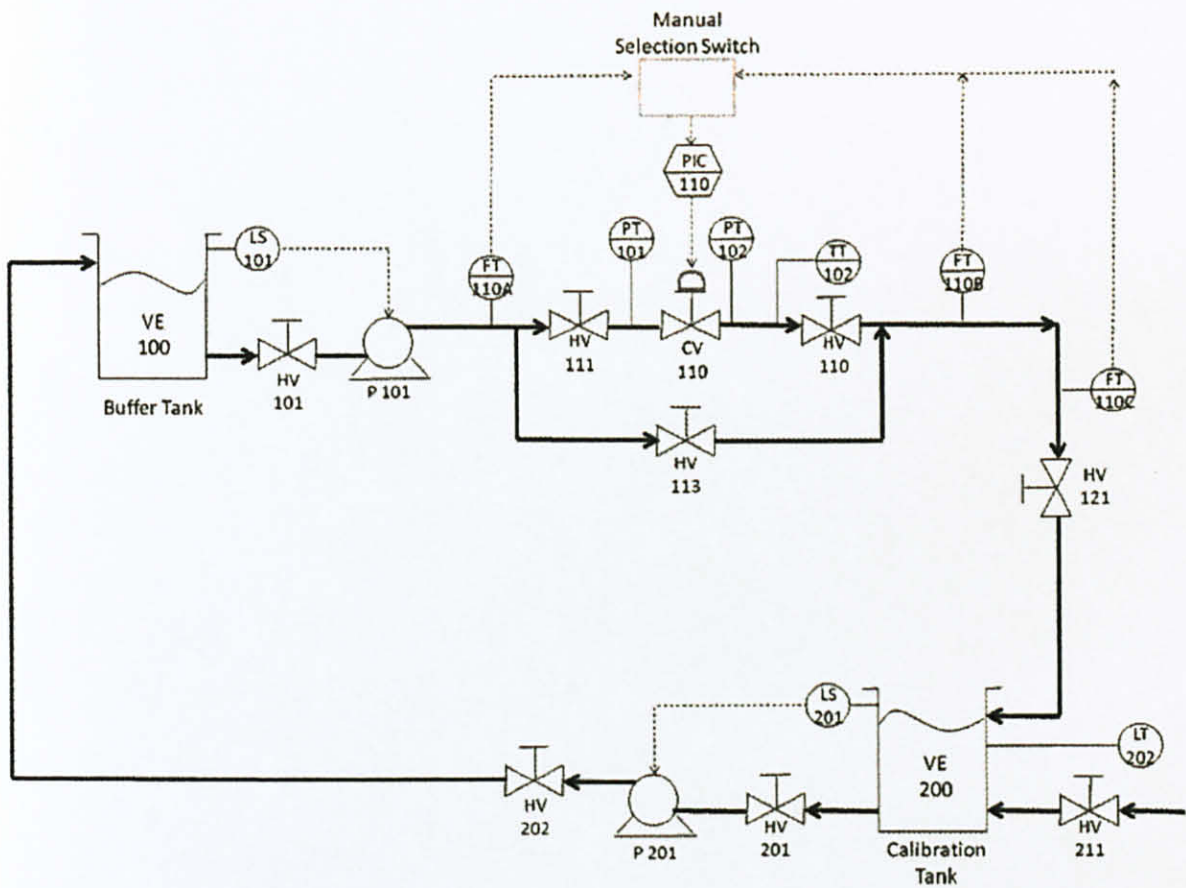 Manual
Selection Switch
PIC
110
LS
101
PT
101
PT
102
TT
102
FT
110A
FT
110B
VE
100
HV
111
CV
110
HV
110
FT
110C
HV
101
P 101
Buffer Tank
HV
113
HV
121
LS
201
LT
202
VE
200
HV
202
P 201
HV
201
HV
211
Calibration
Tank